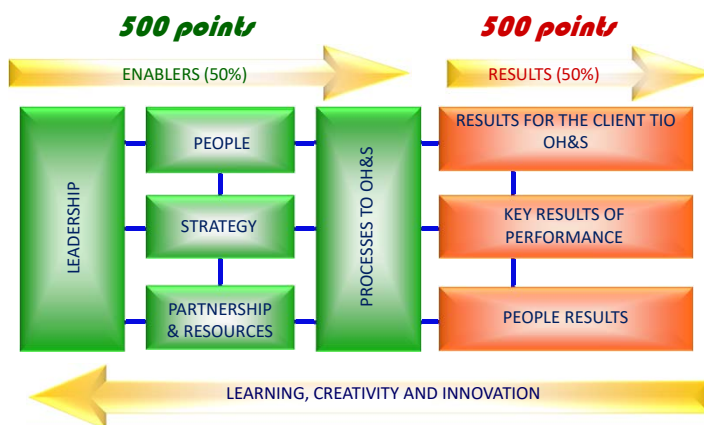 500 points
500 points
ENABLERS (50%)
RESULTS (50%)
LEADERSHIP
PEOPLE
STRATEGY
PARTNERSHIP
& RESOURCES
PROCESSES TO OH&S
RESULTS FOR THE CLIENT TIO
OH&S
KEY RESULTS OF
PERFORMANCE
PEOPLE RESULTS
LEARNING, CREATIVITY AND INNOVATION